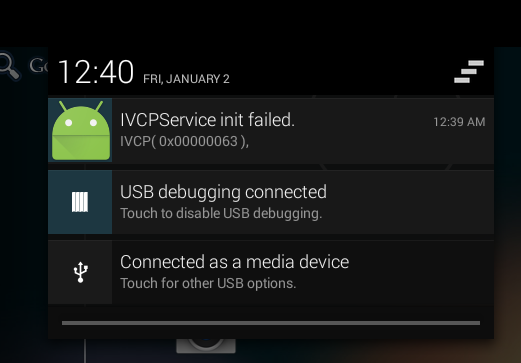 Go
12:40 FRI, JANUARY 2
IVCPService init failed. 12:39 AM
IVCP( 0x00000063 ),
USB debugging connected
Touch to disable USB debugging.
Connected as a media device
Touch for other USB options.